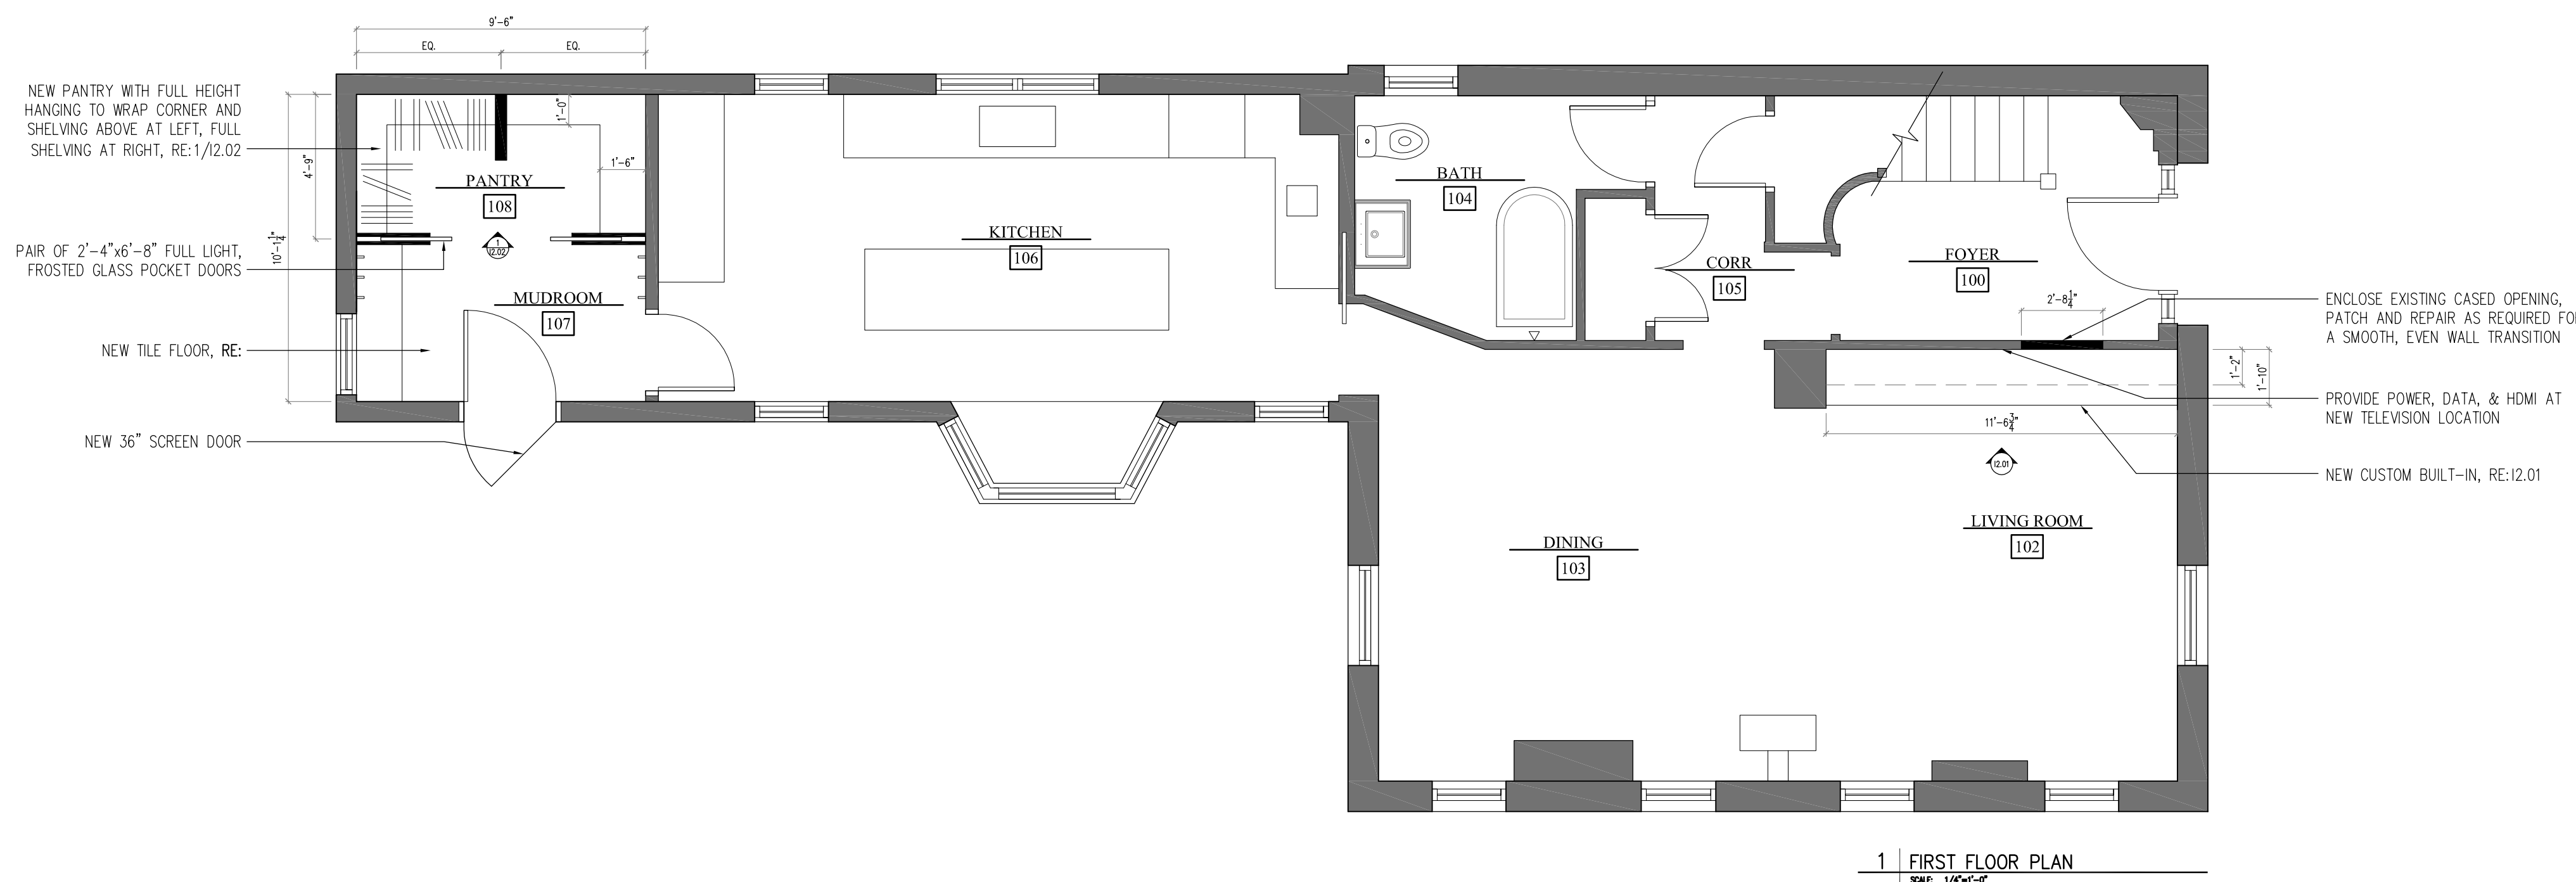 9'-6"
EQ.
EQ.
NEW PANTRY WITH FULL HEIGHT
HANGING TO WRAP CORNER AND
SHELVING ABOVE AT LEFT, FULL
SHELVING AT RIGHT, RE:1/I2.02
4'-9"
10'-1¼"
1'-0"
1'-6"
PANTRY
108
1
I2.02
PAIR OF 2'-4"x6'-8" FULL LIGHT,
FROSTED GLASS POCKET DOORS
MUDROOM
107
NEW TILE FLOOR, RE:
NEW 36" SCREEN DOOR
KITCHEN
106
BATH
104
CORR
105
FOYER
100
2'-8¼"
ENCLOSE EXISTING CASED OPENING,
PATCH AND REPAIR AS REQUIRED FO
A SMOOTH, EVEN WALL TRANSITION
1'-2"
1'-10"
PROVIDE POWER, DATA, & HDMI AT
NEW TELEVISION LOCATION
11'-6¾"
I2.01
NEW CUSTOM BUILT-IN, RE:I2.01
LIVING ROOM
102
DINING
103
1 FIRST FLOOR PLAN
SCALE: 1/4"=1'-0"